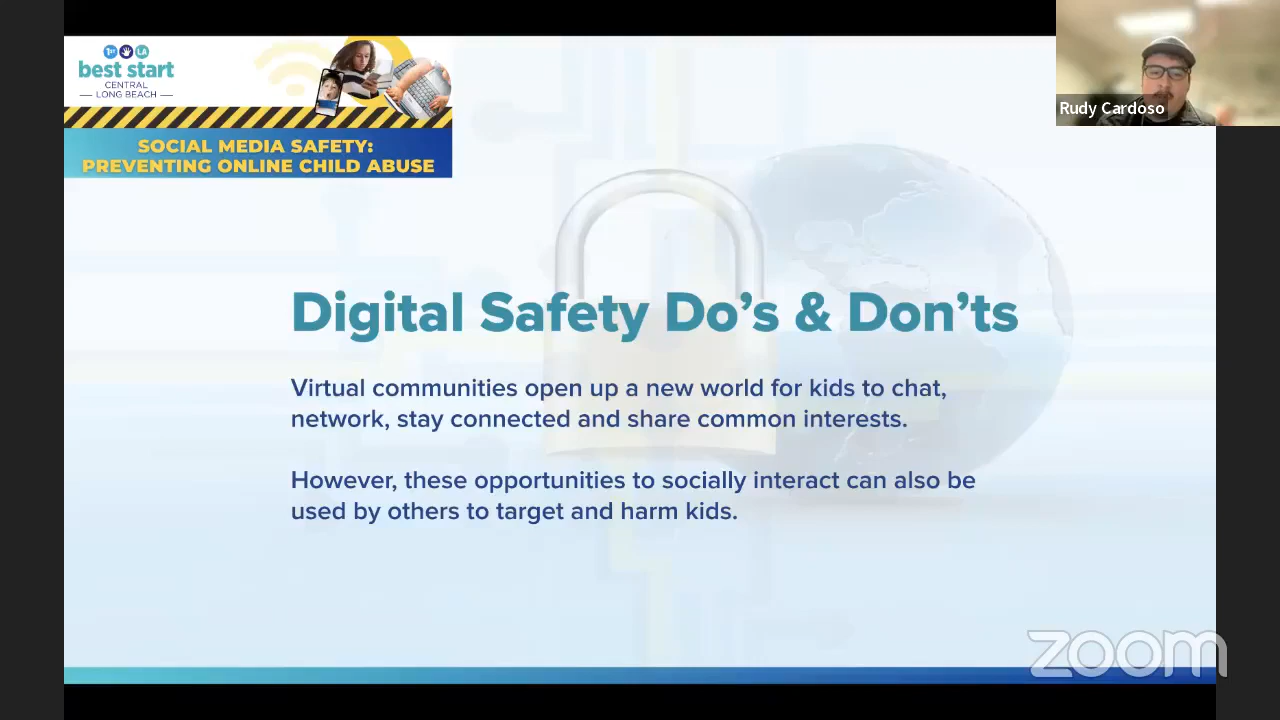 1ST LA
best start
CENTRAL
LONG BEACH
SOCIAL MEDIA SAFETY:
PREVENTING ONLINE CHILD ABUSE
Rudy Cardoso
Digital Safety Do’s & Don’ts
Virtual communities open up a new world for kids to chat,
network, stay connected and share common interests.
However, these opportunities to socially interact can also be
used by others to target and harm kids.
zoom